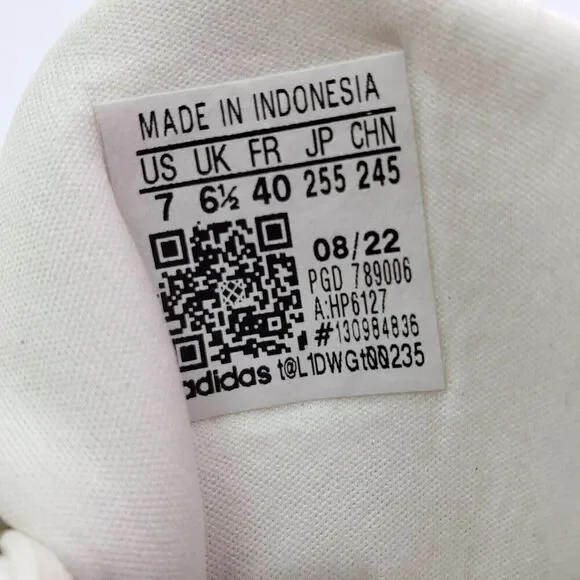 MADE IN INDONESIA
US UK FR JP CHN
7 6½ 40 255 245
08/22
PGD 789006
A:HP6127
#130984836
adidas t@L1DWGt00235